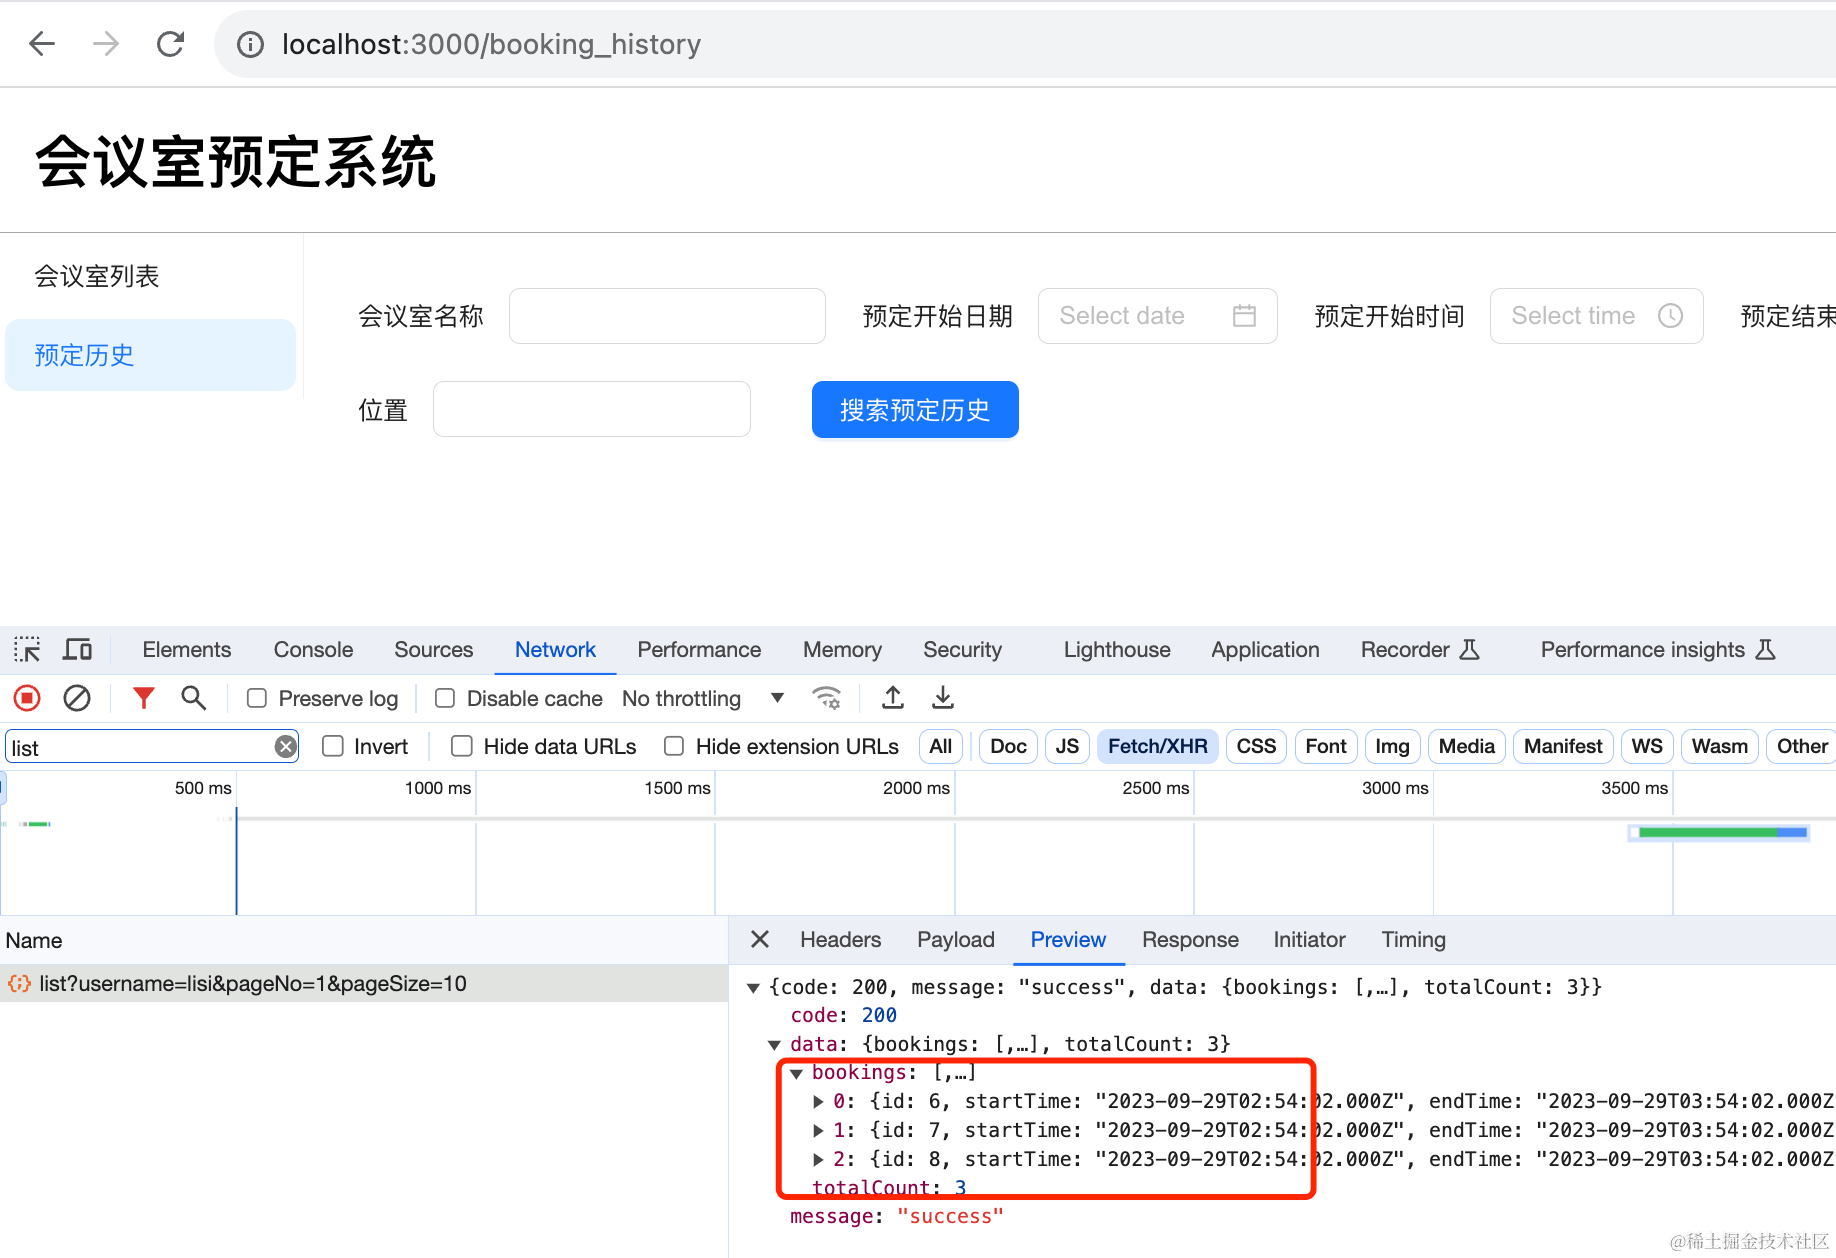 localhost:3000/booking_history
会议室预定系统
会议室列表
预定历史
会议室名称 预定开始日期 Select date 预定开始时间 Select time 预定结束
位置 搜索预定历史
Elements Console Sources Network Performance Memory Security Lighthouse Application Recorder Performance insights
Preserve log Disable cache No throttling
list Invert Hide data URLs Hide extension URLs All Doc JS Fetch/XHR CSS Font Img Media Manifest WS Wasm Other
500 ms 1000 ms 1500 ms 2000 ms 2500 ms 3000 ms 3500 ms
Name Headers Payload Preview Response Initiator Timing
list?username=lisi&pageNo=1&pageSize=10
{code: 200, message: "success", data: {bookings: [,…], totalCount: 3}}
code: 200
data: {bookings: [,…], totalCount: 3}
bookings: [,…]
0: {id: 6, startTime: "2023-09-29T02:54:02.000Z", endTime: "2023-09-29T03:54:02.000Z
1: {id: 7, startTime: "2023-09-29T02:54:02.000Z", endTime: "2023-09-29T03:54:02.000Z
2: {id: 8, startTime: "2023-09-29T02:54:02.000Z", endTime: "2023-09-29T03:54:02.000Z
totalCount: 3
message: "success"
@稀土掘金技术社区